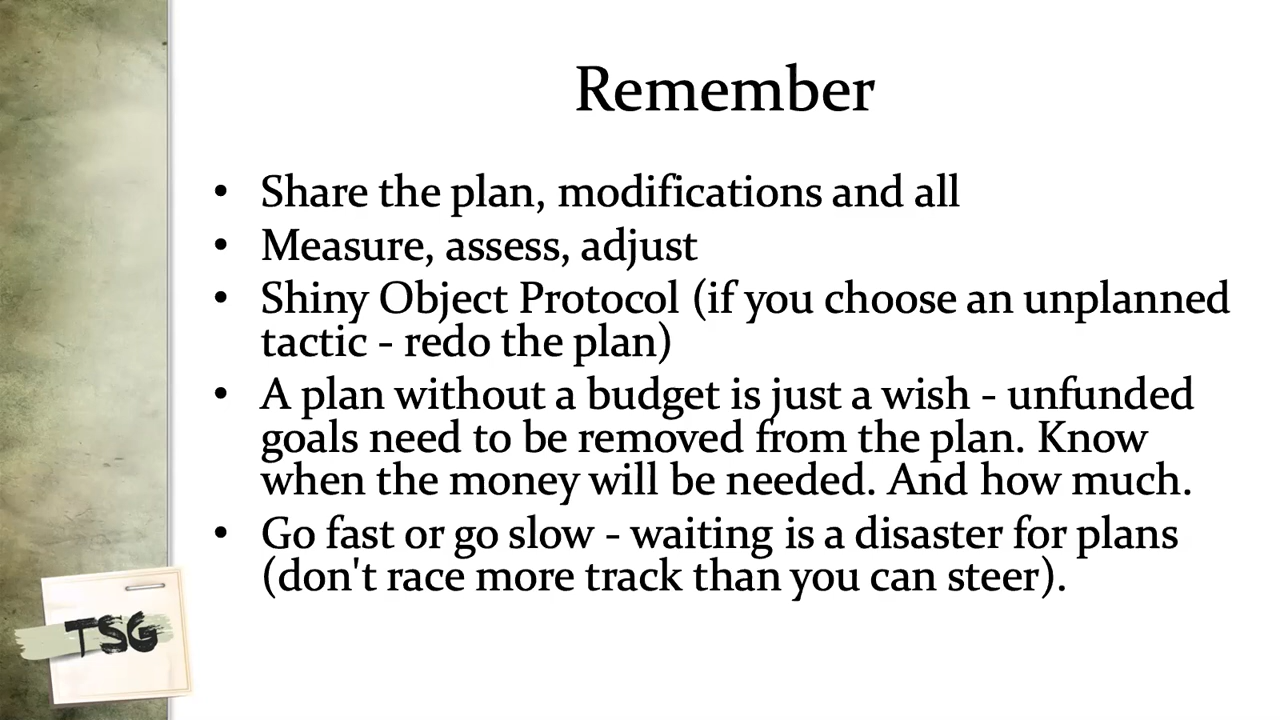 Remember
• Share the plan, modifications and all
• Measure, assess, adjust
• Shiny Object Protocol (if you choose an unplanned
tactic - redo the plan)
• A plan without a budget is just a wish - unfunded
goals need to be removed from the plan. Know
when the money will be needed. And how much.
• Go fast or go slow - waiting is a disaster for plans
(don't race more track than you can steer).
TSG